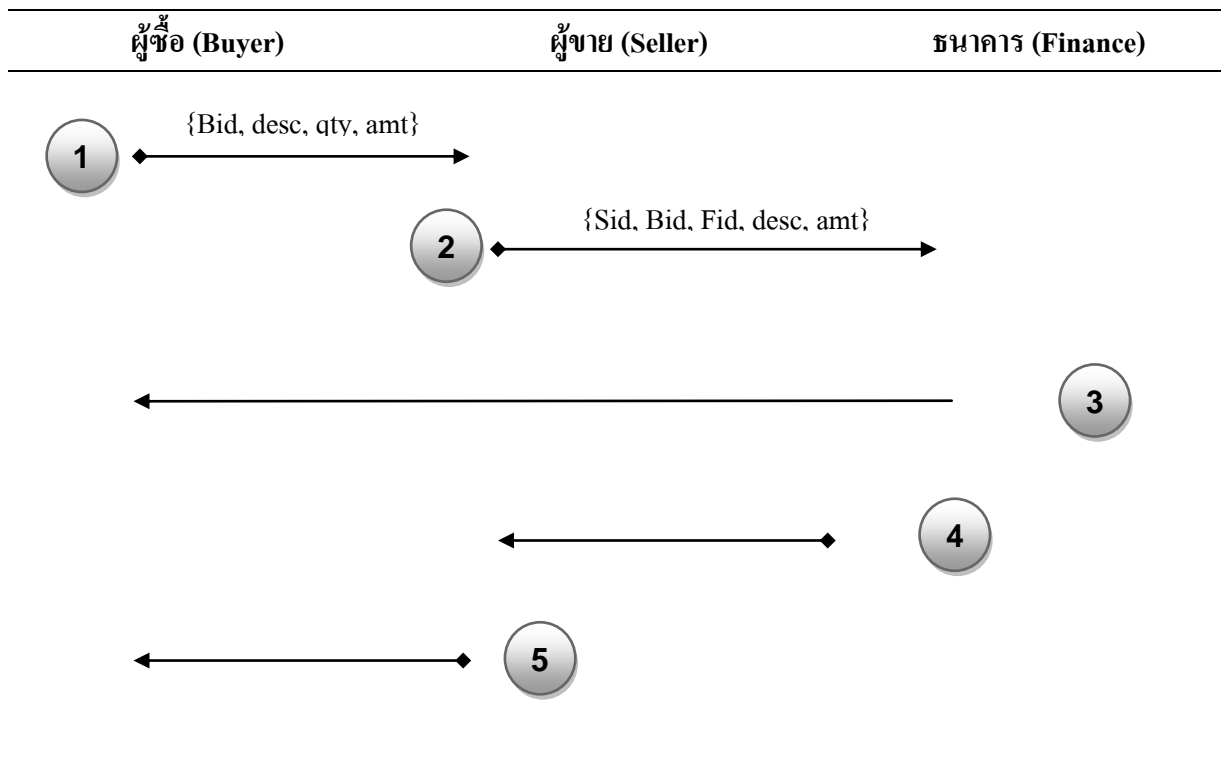 ผู้ซื้อ (Buyer) ผู้ขาย (Seller) ธนาคาร (Finance)
{Bid, desc, qty, amt}
1
{Sid, Bid, Fid, desc, amt}
2
3
4
5